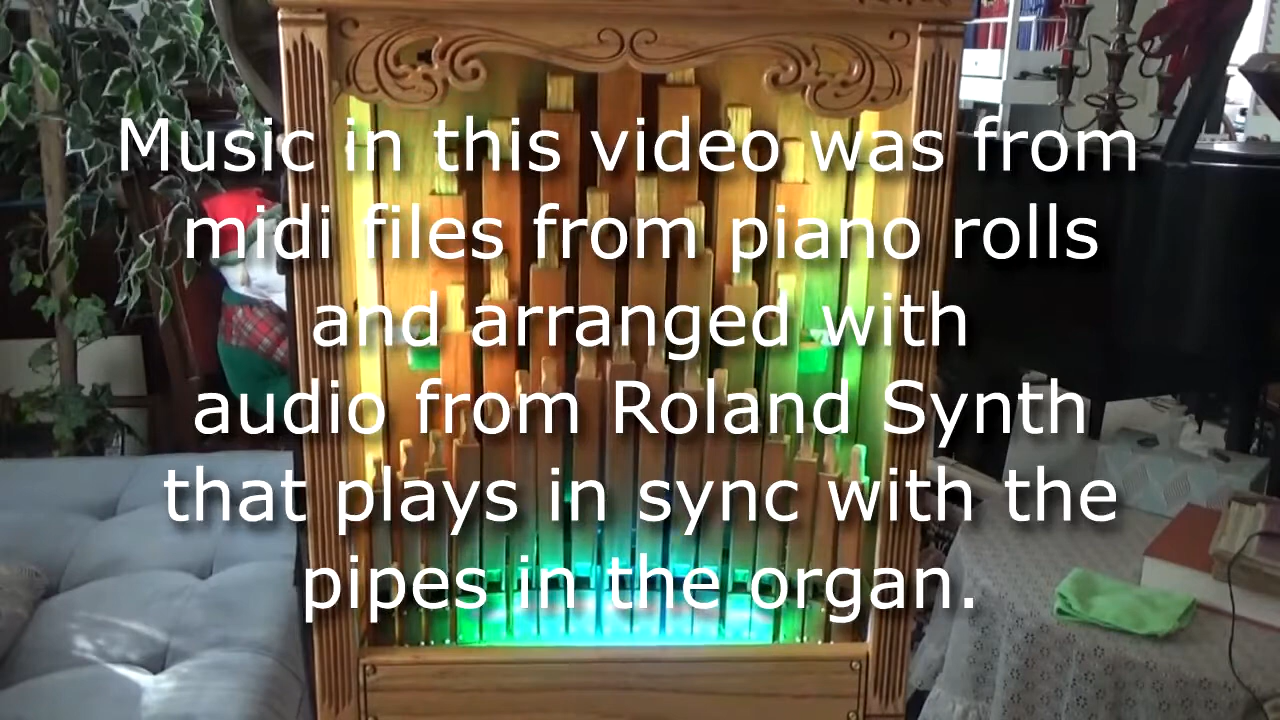 Music in this video was from
midi files from piano rolls
and arranged with
audio from Roland Synth
that plays in sync with the
pipes in the organ.